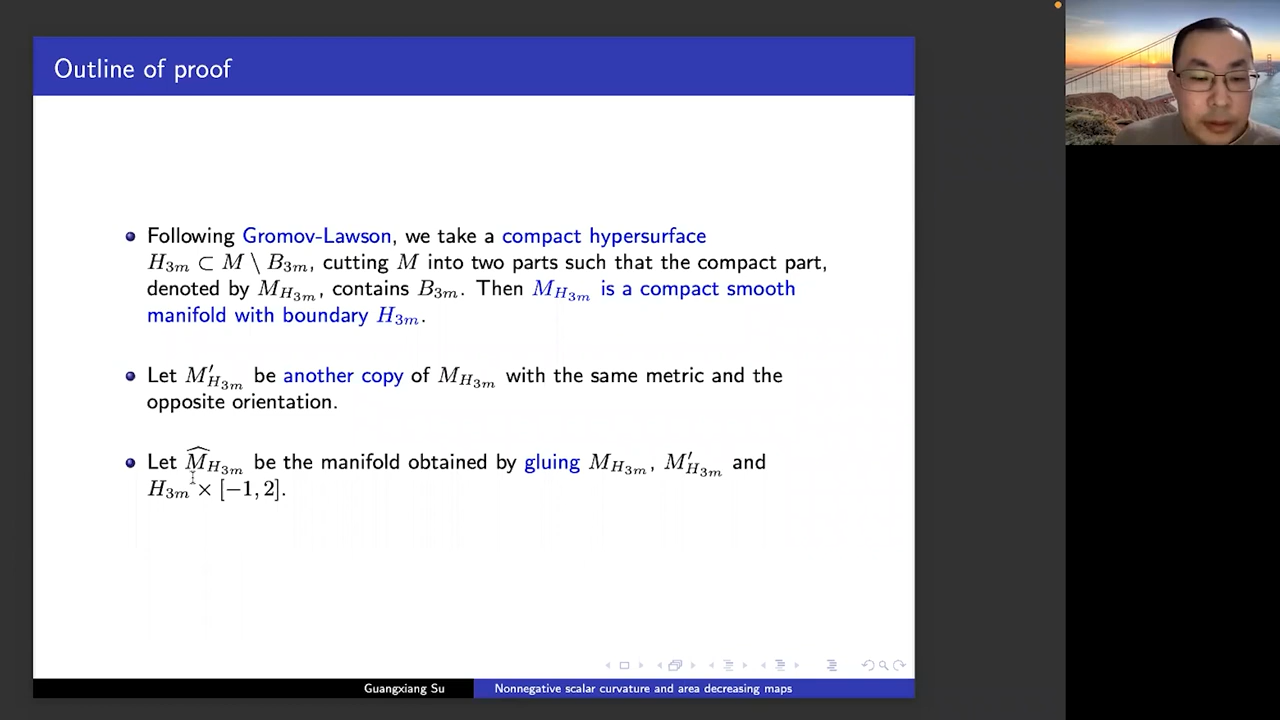 Outline of proof
Following Gromov-Lawson, we take a compact hypersurface
$H_{3m} \subset M \setminus B_{3m}$, cutting $M$ into two parts such that the compact part,
denoted by $M_{H_{3m}}$, contains $B_{3m}$. Then $M_{H_{3m}}$ is a compact smooth
manifold with boundary $H_{3m}$.
Let $M'_{H_{3m}}$ be another copy of $M_{H_{3m}}$ with the same metric and the
opposite orientation.
Let $\widehat{M}_{H_{3m}}$ be the manifold obtained by gluing $M_{H_{3m}}$, $M'_{H_{3m}}$ and
$H_{3m} \times [-1, 2]$.
Guangxiang Su
Nonnegative scalar curvature and area decreasing maps